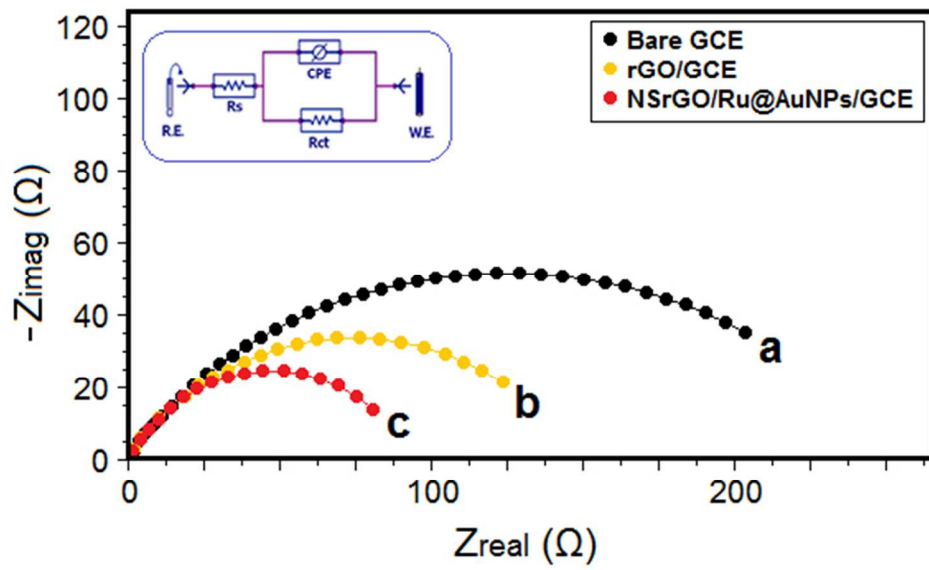 120
100
80
60
40
20
0
-Zimag (Ω)
R.E.
Rs
CPE
Rct
W.E.
Bare GCE
rGO/GCE
NSrGO/Ru@AuNPs/GCE
a
b
c
0
100
200
Zreal (Ω)